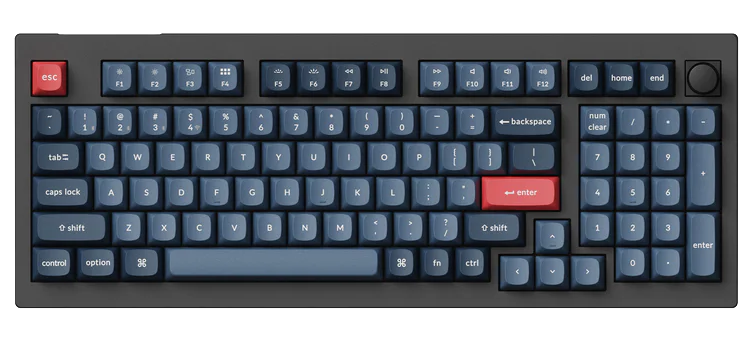 esc F1 F2 F3 F4 F5 F6 F7 F8 F9 F10 F11 F12 del home end
~ ! @ # $ % ^ & * ( ) — + ← backspace num clear / * −
1 2 3 4 5 6 7 8 9 0 - =
tab Q W E R T Y U I O P { [ } ] | \ 7 8 9 +
caps lock A S D F G H J K L : ; " ' ↵ enter 4 5 6
⇧ shift Z X C V B N M < , > . ? / ⇧ shift ^ 1 2 3 enter
control option ⌘ ⌘ fn ctrl < ⌄ > 0 .